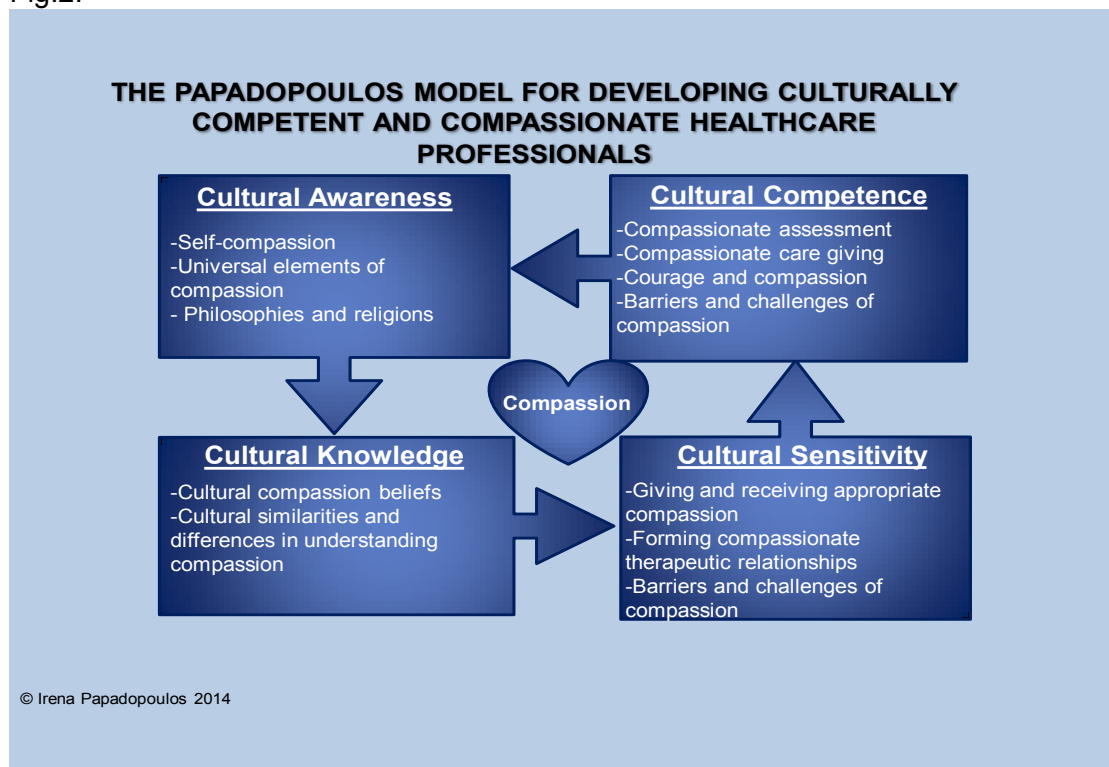 Fig.2.
THE PAPADOPOULOS MODEL FOR DEVELOPING CULTURALLY
COMPETENT AND COMPASSIONATE HEALTHCARE
PROFESSIONALS
Cultural Awareness
-Self-compassion
-Universal elements of
compassion
- Philosophies and religions
Cultural Competence
-Compassionate assessment
-Compassionate care giving
-Courage and compassion
-Barriers and challenges of
compassion
Compassion
Cultural Knowledge
-Cultural compassion beliefs
-Cultural similarities and
differences in understanding
compassion
Cultural Sensitivity
-Giving and receiving appropriate
compassion
-Forming compassionate
therapeutic relationships
-Barriers and challenges of
compassion
© Irena Papadopoulos 2014